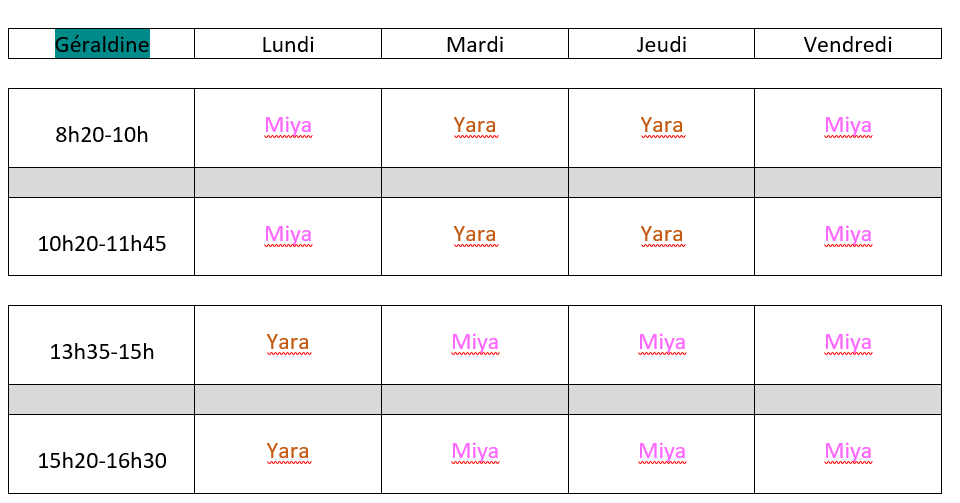 Géraldine Lundi Mardi Jeudi Vendredi
8h20-10h Miya Yara Yara Miya
10h20-11h45 Miya Yara Yara Miya
13h35-15h Yara Miya Miya Miya
15h20-16h30 Yara Miya Miya Miya